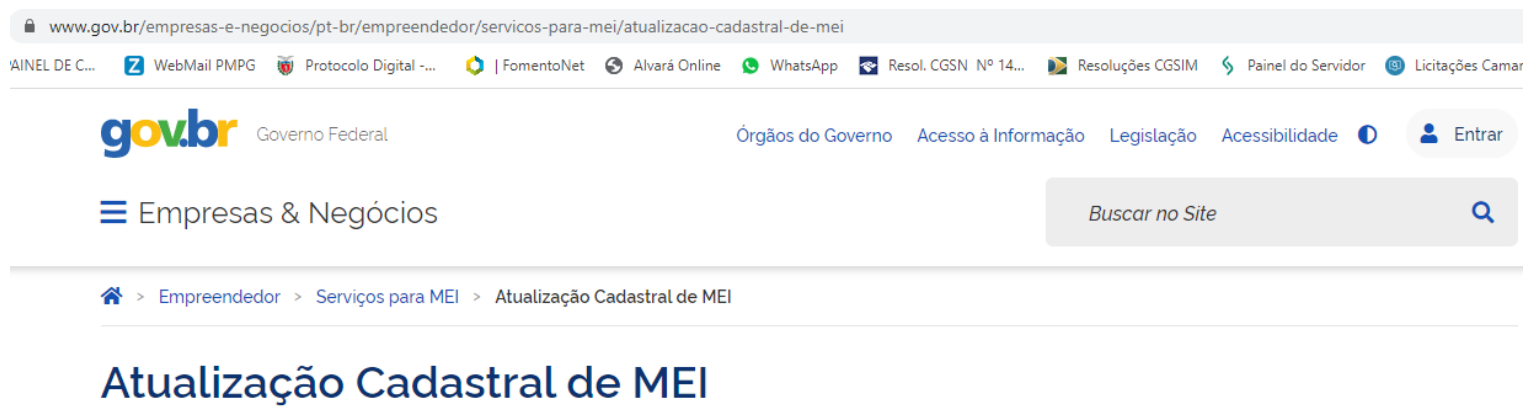 www.gov.br/empresas-e-negocios/pt-br/empreendedor/servicos-para-mei/atualizacao-cadastral-de-mei
AINEL DE C... WebMail PMPG Protocolo Digital -... | FomentoNet Alvará Online WhatsApp Resol. CGSN Nº 14... Resoluções CGSIM Painel do Servidor Licitações Camar
gov.br Governo Federal Órgãos do Governo Acesso à Informação Legislação Acessibilidade Entrar
Empresas & Negócios Buscar no Site
> Empreendedor > Serviços para MEI > Atualização Cadastral de MEI
Atualização Cadastral de MEI